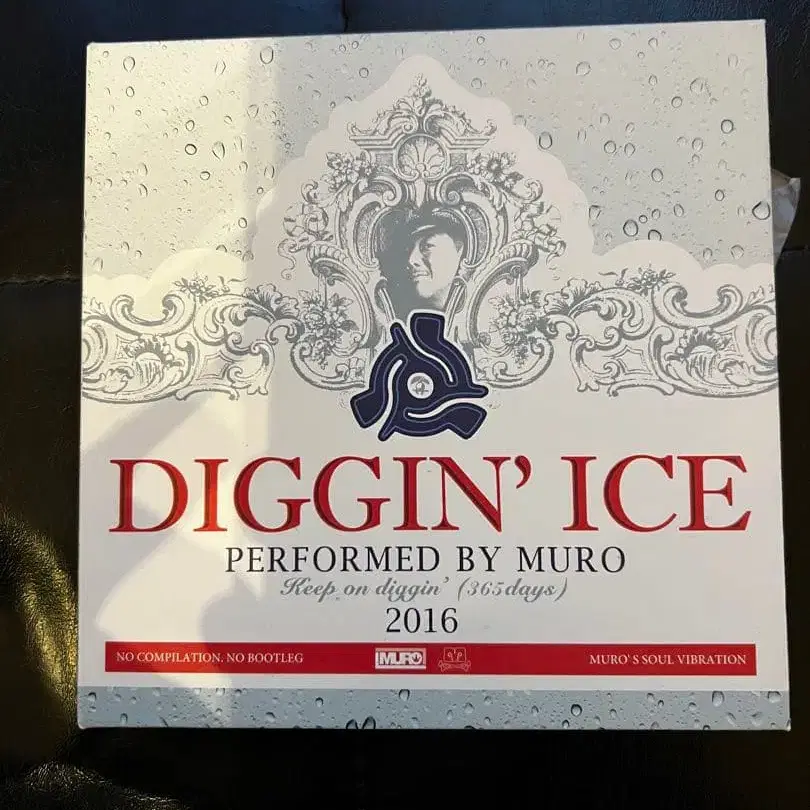 DIGGIN' ICE
PERFORMED BY MURO
Keep on diggin' (365days)
2016
NO COMPILATION. NO BOOTLEG
MURO
MURO'S SOUL VIBRATION